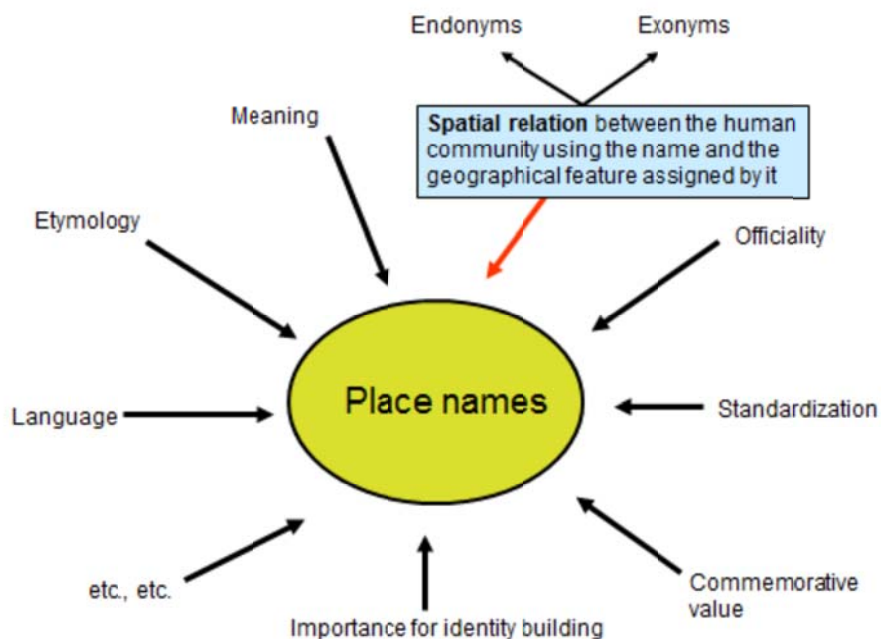 Endonyms
Exonyms
Meaning
Spatial relation between the human
community using the name and the
geographical feature assigned by it
Etymology
Officiality
Place names
Language
Standardization
etc., etc.
Importance for identity building
Commemorative
value